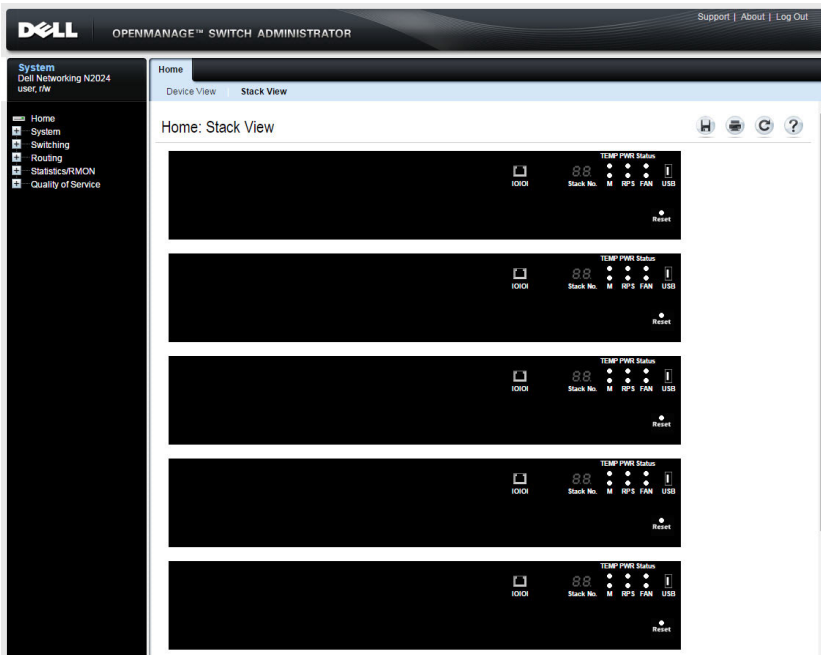 Support | About | Log Out
DELL
OPENMANAGE™ SWITCH ADMINISTRATOR
System
Dell Networking N2024
user, r/w
Home
System
Switching
Routing
Statistics/RMON
Quality of Service
Home
Device View
Stack View
Home: Stack View
TEMP PWR Status
88
IOIOI
Stack No. M RPS FAN USB
Reset
TEMP PWR Status
88
IOIOI
Stack No. M RPS FAN USB
Reset
TEMP PWR Status
88
IOIOI
Stack No. M RPS FAN USB
Reset
TEMP PWR Status
88
IOIOI
Stack No. M RPS FAN USB
Reset
TEMP PWR Status
88
IOIOI
Stack No. M RPS FAN USB
Reset